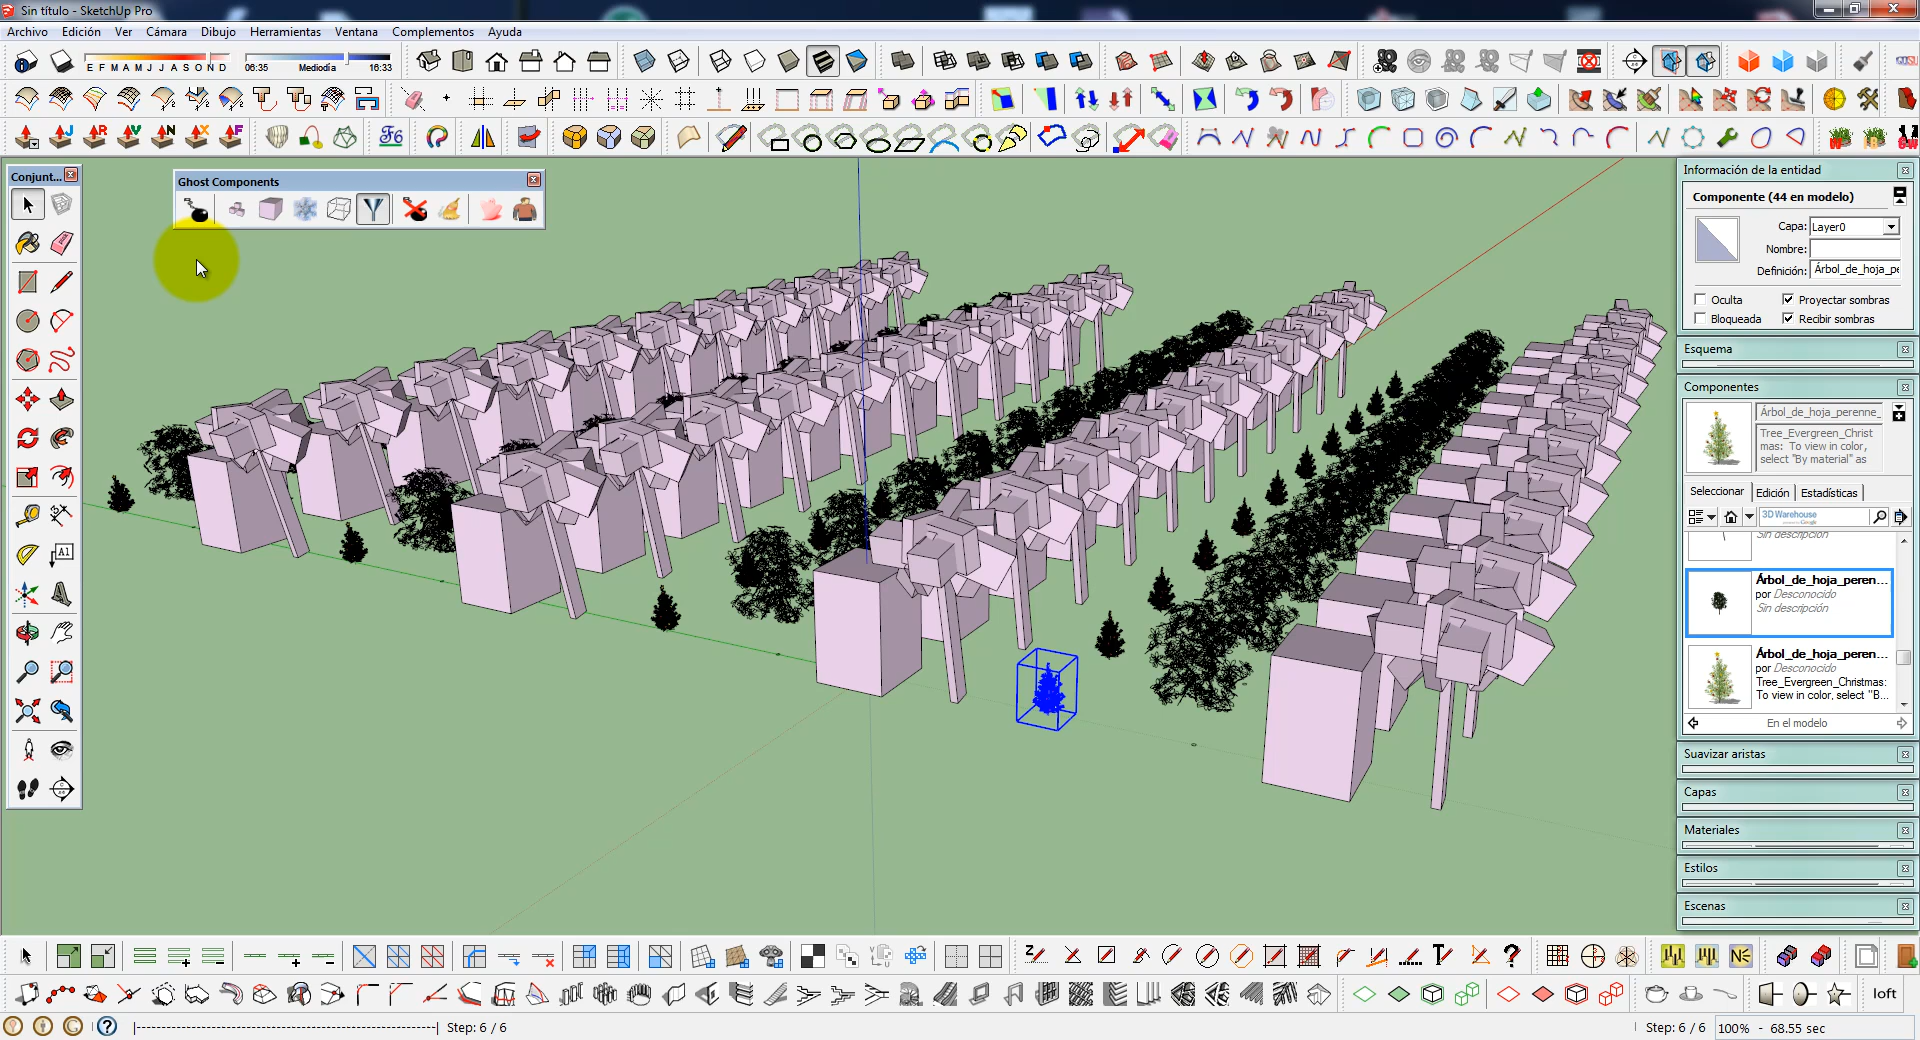 Sin título - SketchUp Pro
Archivo Edición Ver Cámara Dibujo Herramientas Ventana Complementos Ayuda
E F M A M J J A S O N D 06:35 Mediodía 16:33
J R V N X F F6
Conjunt...
Ghost Components
A1
Información de la entidad
Componente (44 en modelo)
Capa: Layer0
Nombre:
Definición: Árbol_de_hoja_pe
Oculta Proyectar sombras
Bloqueada Recibir sombras
Esquema
Componentes
Árbol_de_hoja_perenne_
Tree_Evergreen_Christ
mas: To view in color,
select "By material" as
Seleccionar Edición Estadísticas
3D Warehouse
Sin descripción
Árbol_de_hoja_peren...
por Desconocido
Sin descripción
Árbol_de_hoja_peren...
por Desconocido
Tree_Evergreen_Christmas:
To view in color, select "B...
En el modelo
Suavizar aristas
Capas
Materiales
Estilos
Escenas
loft
|-----------------------------------------------| Step: 6 / 6
Step: 6 / 6 100% - 68.55 sec